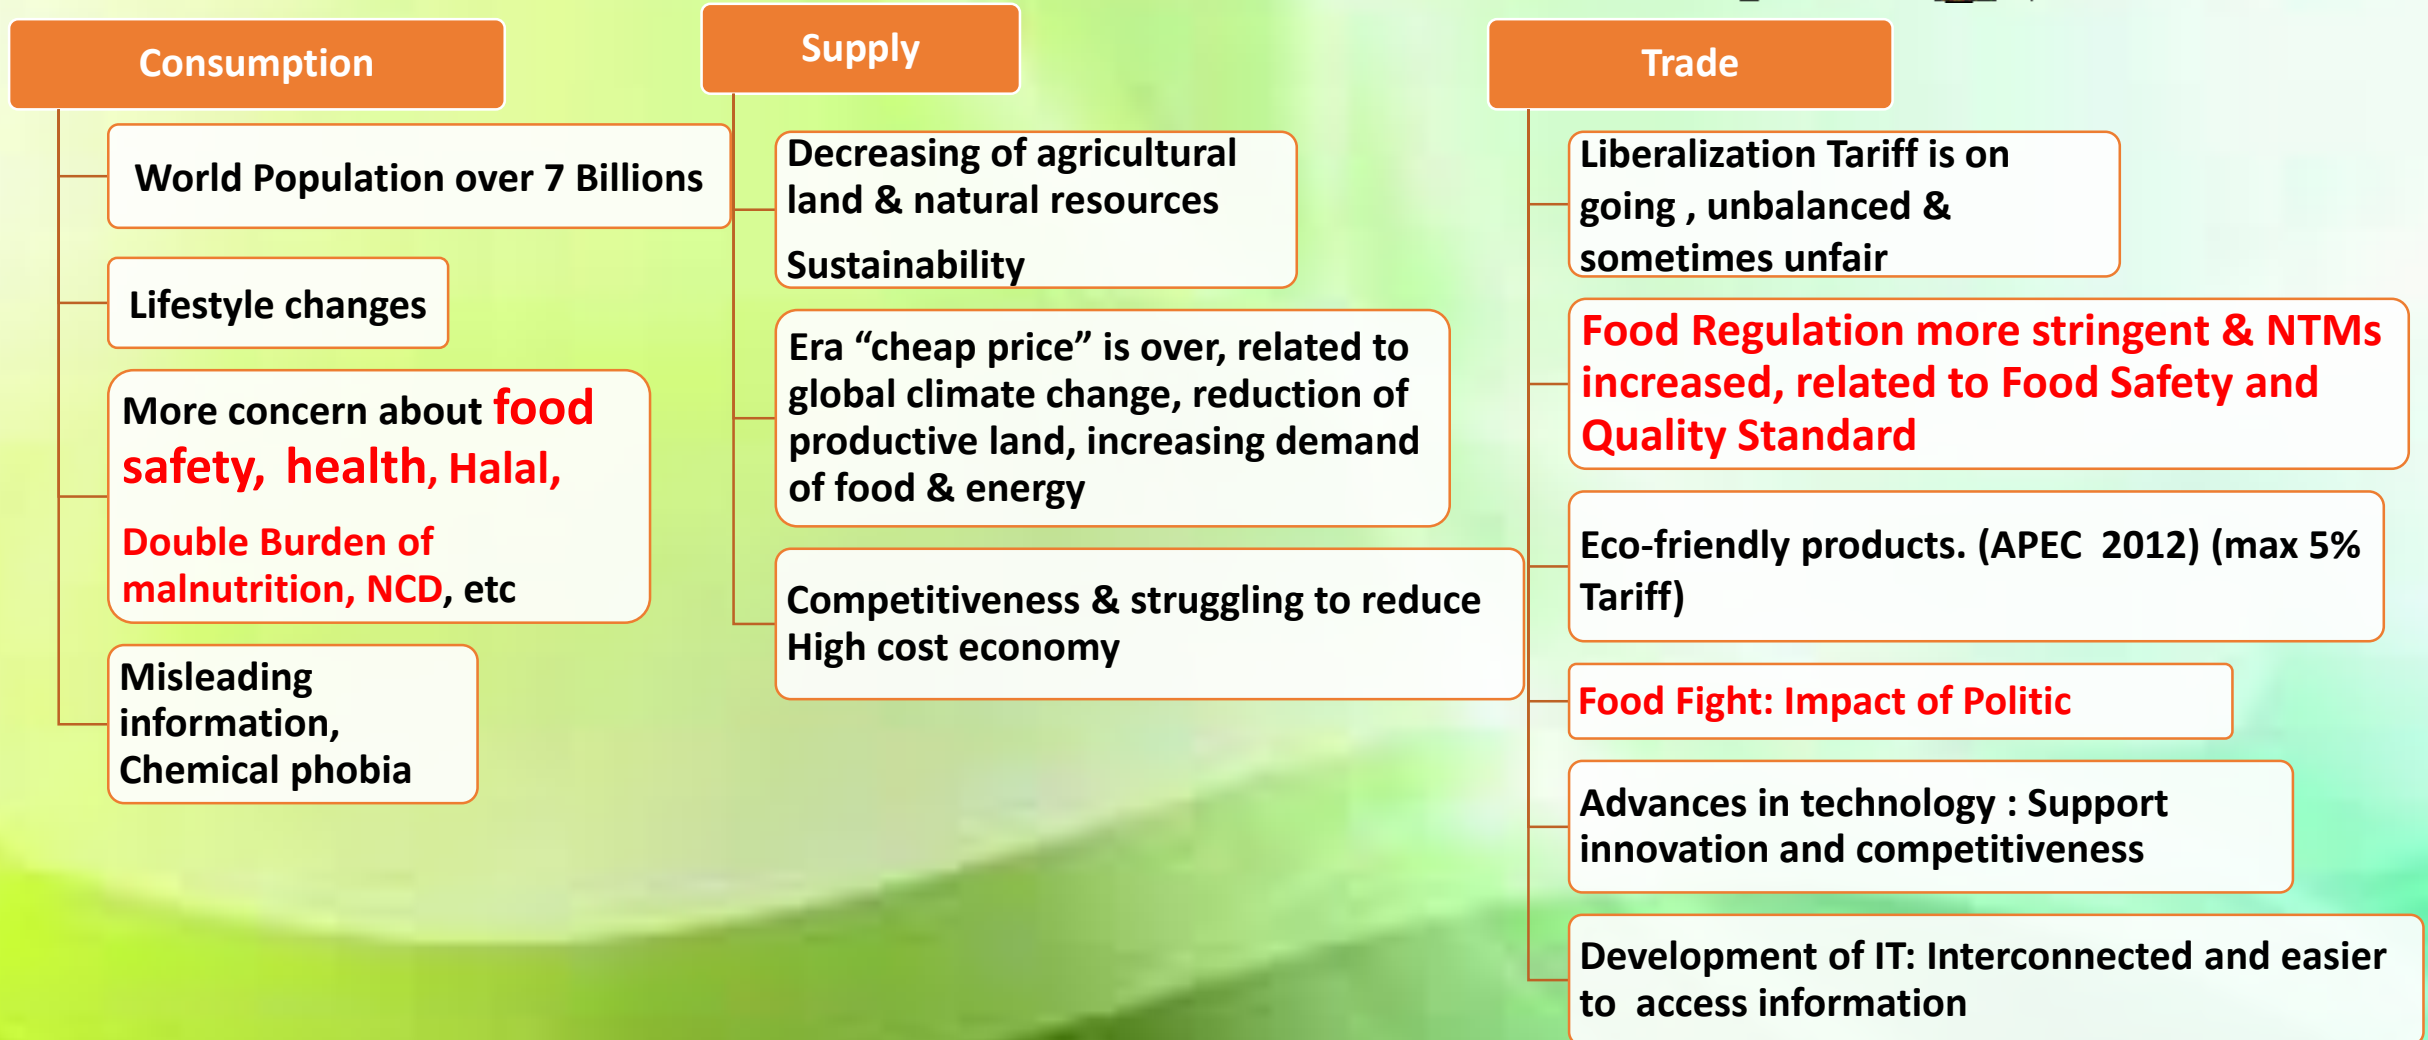 Consumption
World Population over 7 Billions
Lifestyle changes
More concern about food
safety, health, Halal,
Double Burden of
malnutrition, NCD, etc
Misleading
information,
Chemical phobia
Supply
Decreasing of agricultural
land & natural resources
Sustainability
Era “cheap price” is over, related to
global climate change, reduction of
productive land, increasing demand
of food & energy
Competitiveness & struggling to reduce
High cost economy
Trade
Liberalization Tariff is on
going , unbalanced &
sometimes unfair
Food Regulation more stringent & NTMs
increased, related to Food Safety and
Quality Standard
Eco-friendly products. (APEC 2012) (max 5%
Tariff)
Food Fight: Impact of Politic
Advances in technology : Support
innovation and competitiveness
Development of IT: Interconnected and easier
to access information